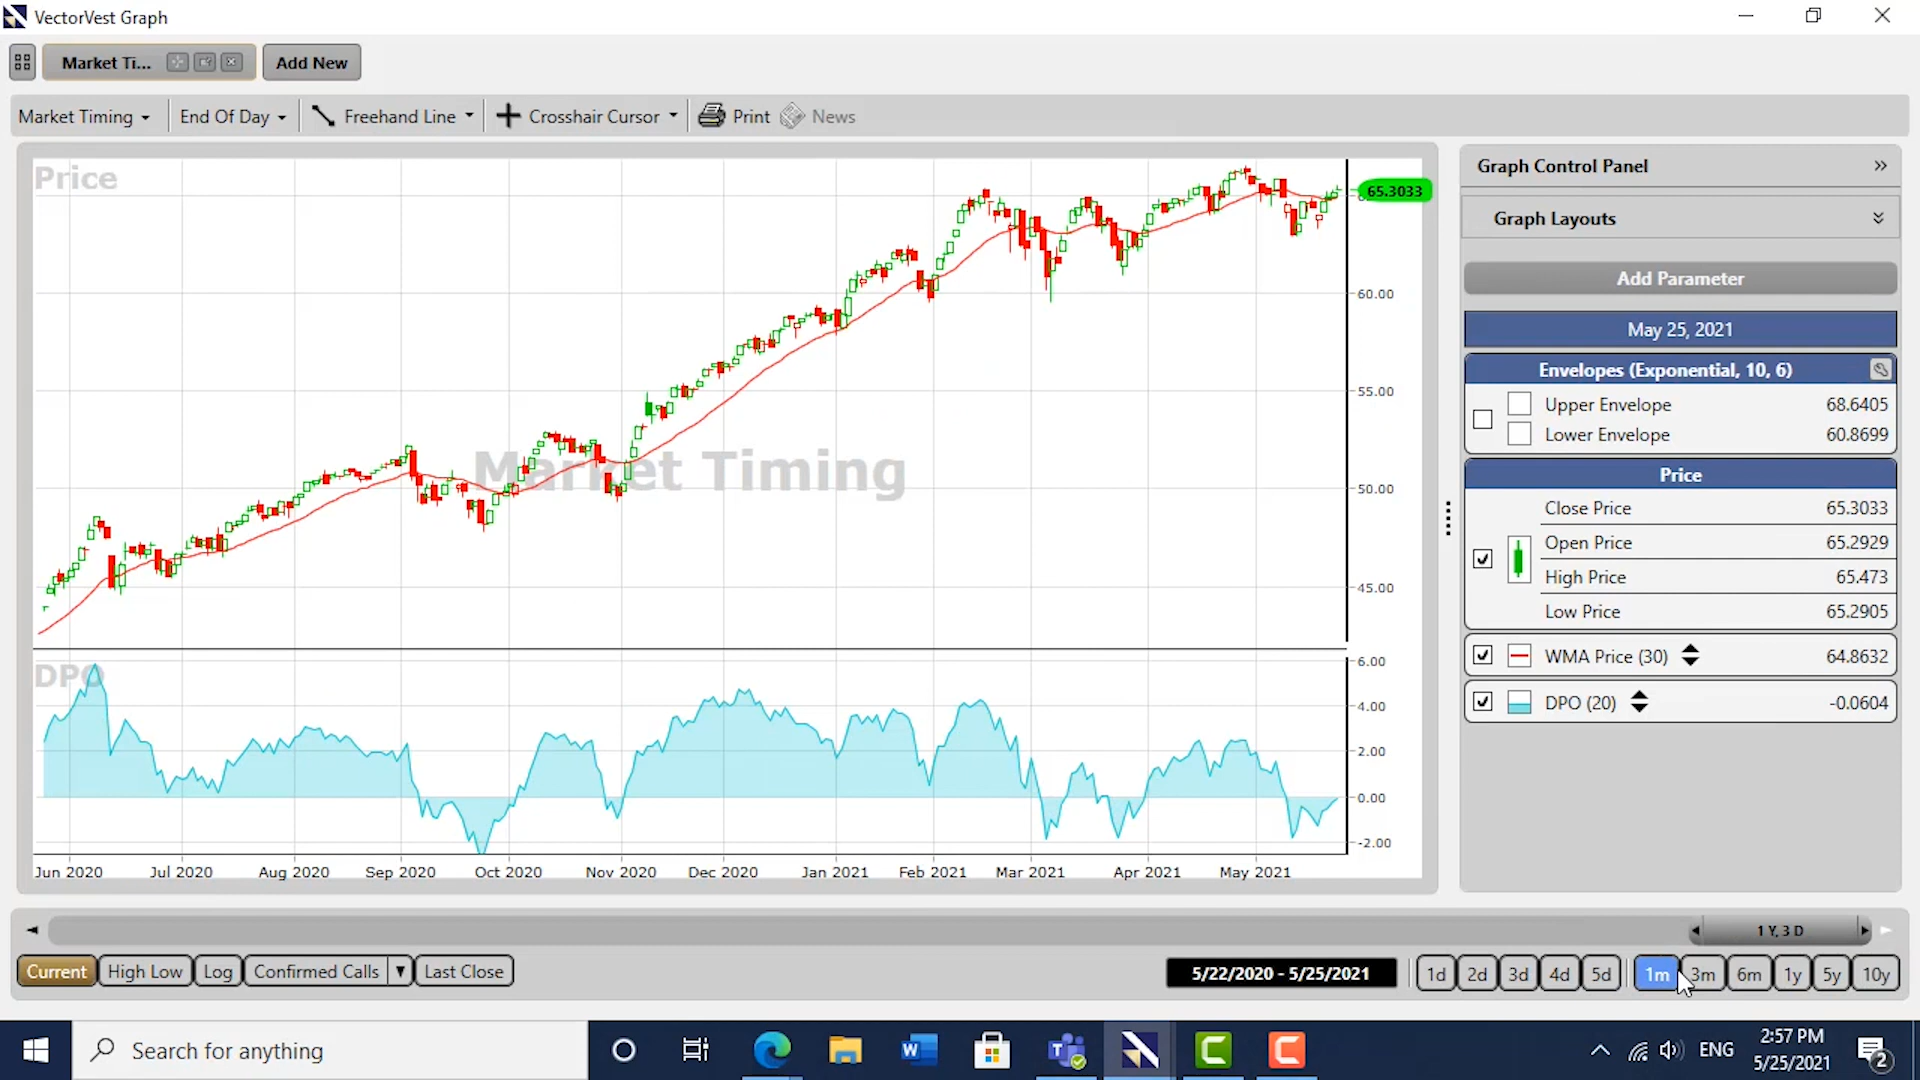 VectorVest Graph
Market Ti...
Add New
Market Timing
End Of Day
Freehand Line
Crosshair Cursor
Print
News
Price
65.3033
60.00
55.00
50.00
45.00
Market Timing
DPO
6.00
4.00
2.00
0.00
-2.00
Jun 2020 Jul 2020 Aug 2020 Sep 2020 Oct 2020 Nov 2020 Dec 2020 Jan 2021 Feb 2021 Mar 2021 Apr 2021 May 2021
Graph Control Panel
Graph Layouts
Add Parameter
May 25, 2021
Envelopes (Exponential, 10, 6)
Upper Envelope 68.6405
Lower Envelope 60.8699
Price
Close Price 65.3033
Open Price 65.2929
High Price 65.473
Low Price 65.2905
WMA Price (30) 64.8632
DPO (20) -0.0604
1 Y, 3 D
Current High Low Log Confirmed Calls Last Close
5/22/2020 - 5/25/2021
1d 2d 3d 4d 5d 1m 3m 6m 1y 5y 10y
Search for anything
ENG
2:57 PM
5/25/2021
2